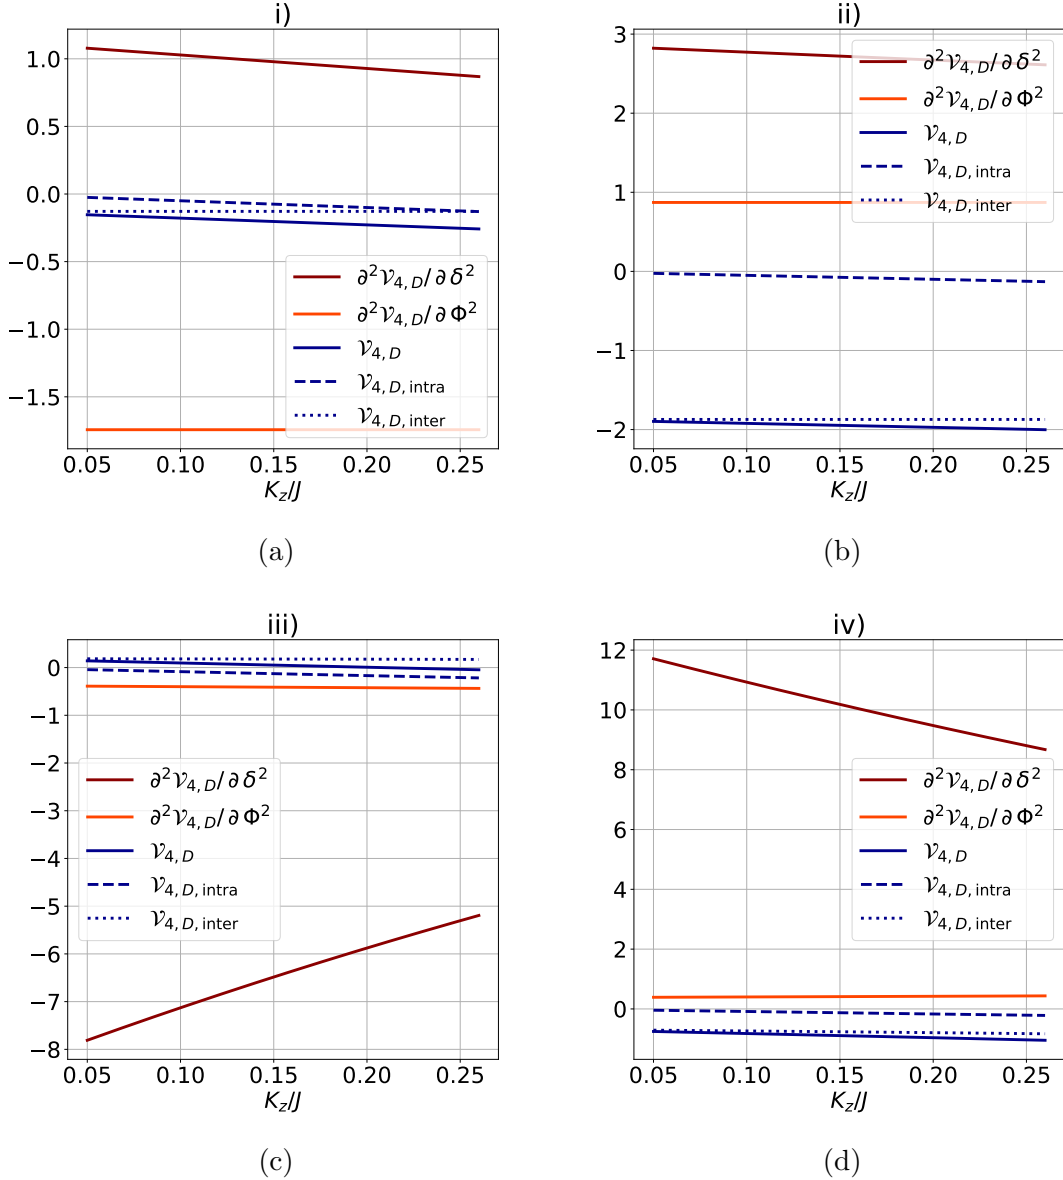 i)
1.0
0.5
0.0
−0.5
−1.0
−1.5
∂²𝒱₄,D/∂δ²
∂²𝒱₄,D/∂Φ²
𝒱₄,D
𝒱₄,D,intra
𝒱₄,D,inter
0.05 0.10 0.15 0.20 0.25
K_z/J
(a)
ii)
3
2
1
0
−1
−2
∂²𝒱₄,D/∂δ²
∂²𝒱₄,D/∂Φ²
𝒱₄,D
𝒱₄,D,intra
𝒱₄,D,inter
0.05 0.10 0.15 0.20 0.25
K_z/J
(b)
iii)
0
−1
−2
−3
−4
−5
−6
−7
−8
∂²𝒱₄,D/∂δ²
∂²𝒱₄,D/∂Φ²
𝒱₄,D
𝒱₄,D,intra
𝒱₄,D,inter
0.05 0.10 0.15 0.20 0.25
K_z/J
(c)
iv)
12
10
8
6
4
2
0
∂²𝒱₄,D/∂δ²
∂²𝒱₄,D/∂Φ²
𝒱₄,D
𝒱₄,D,intra
𝒱₄,D,inter
0.05 0.10 0.15 0.20 0.25
K_z/J
(d)